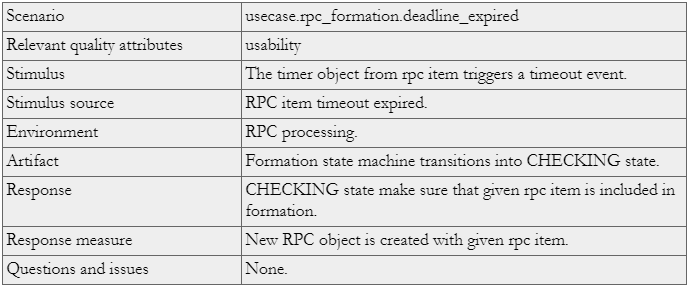 Scenario usecase.rpc_formation.deadline_expired
Relevant quality attributes usability
Stimulus The timer object from rpc item triggers a timeout event.
Stimulus source RPC item timeout expired.
Environment RPC processing.
Artifact Formation state machine transitions into CHECKING state.
Response CHECKING state make sure that given rpc item is included in
formation.
Response measure New RPC object is created with given rpc item.
Questions and issues None.